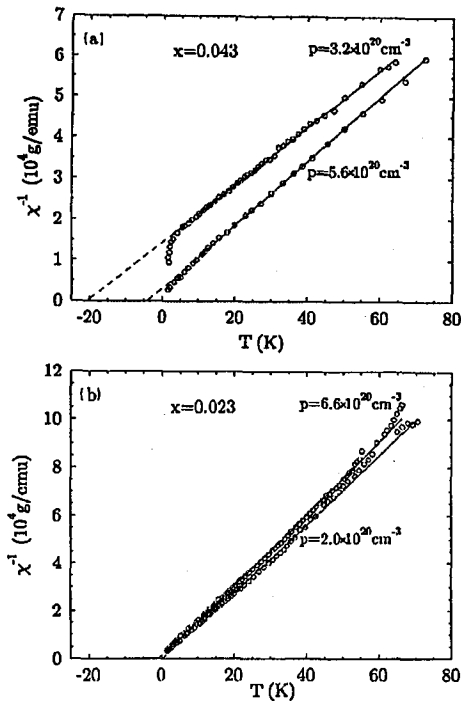 (a)
x=0.043
p=3.2×10²⁰cm⁻³
p=5.6×10²⁰cm⁻³
χ⁻¹ (10⁴g/emu)
6
5
4
3
2
1
0
-20 0 20 40 60 80
T (K)
(b)
x=0.023
p=6.6×10²⁰cm⁻³
p=2.0×10²⁰cm⁻³
χ⁻¹ (10⁴g/emu)
12
10
8
6
4
2
0
-20 0 20 40 60 80
T (K)